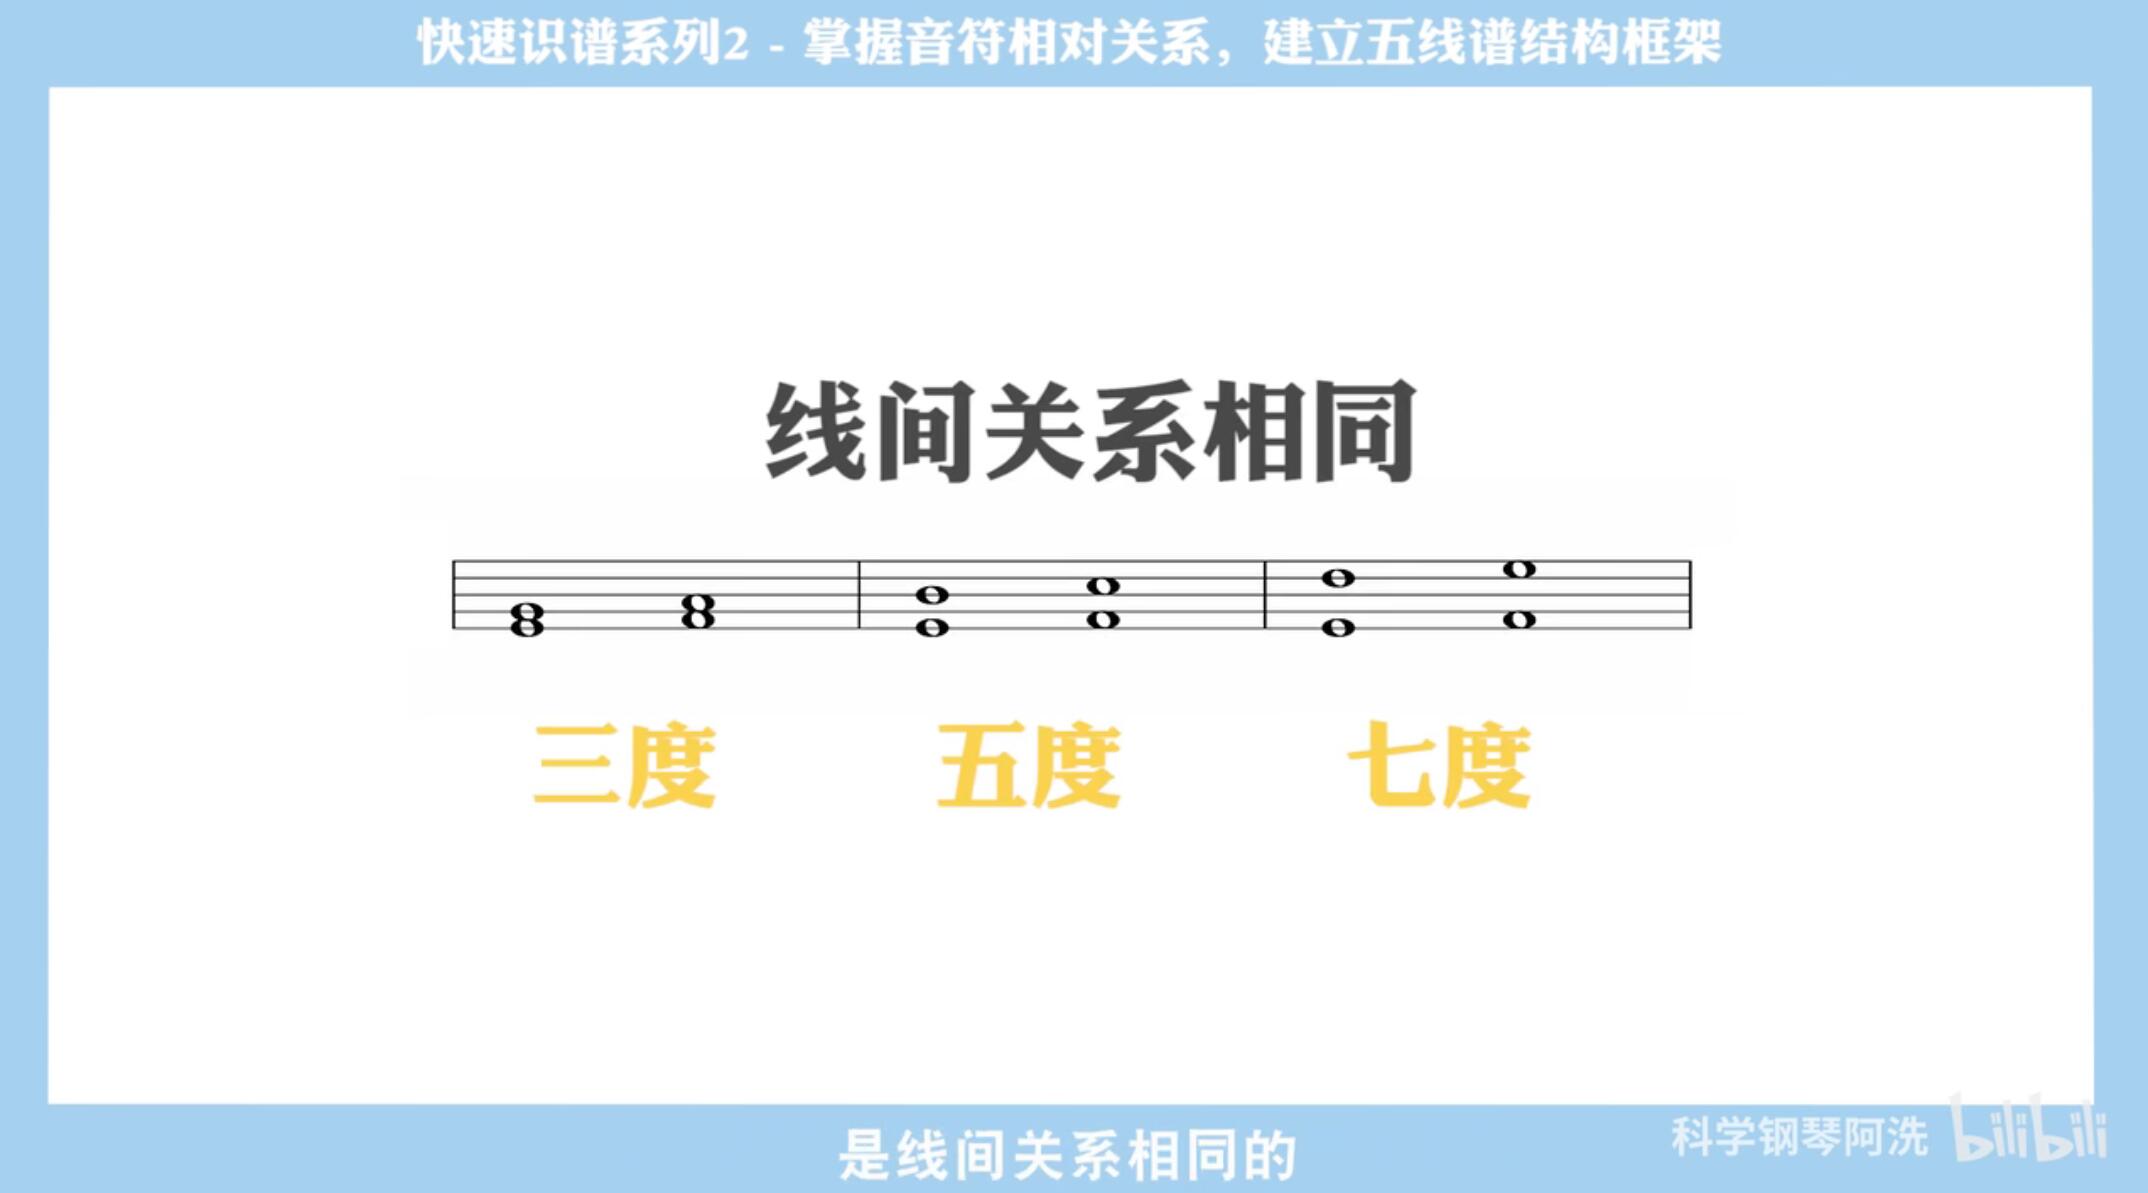 快速识谱系列2 - 掌握音符相对关系，建立五线谱结构框架
线间关系相同
三度 五度 七度
是线间关系相同的
科学钢琴阿洗 bilibili